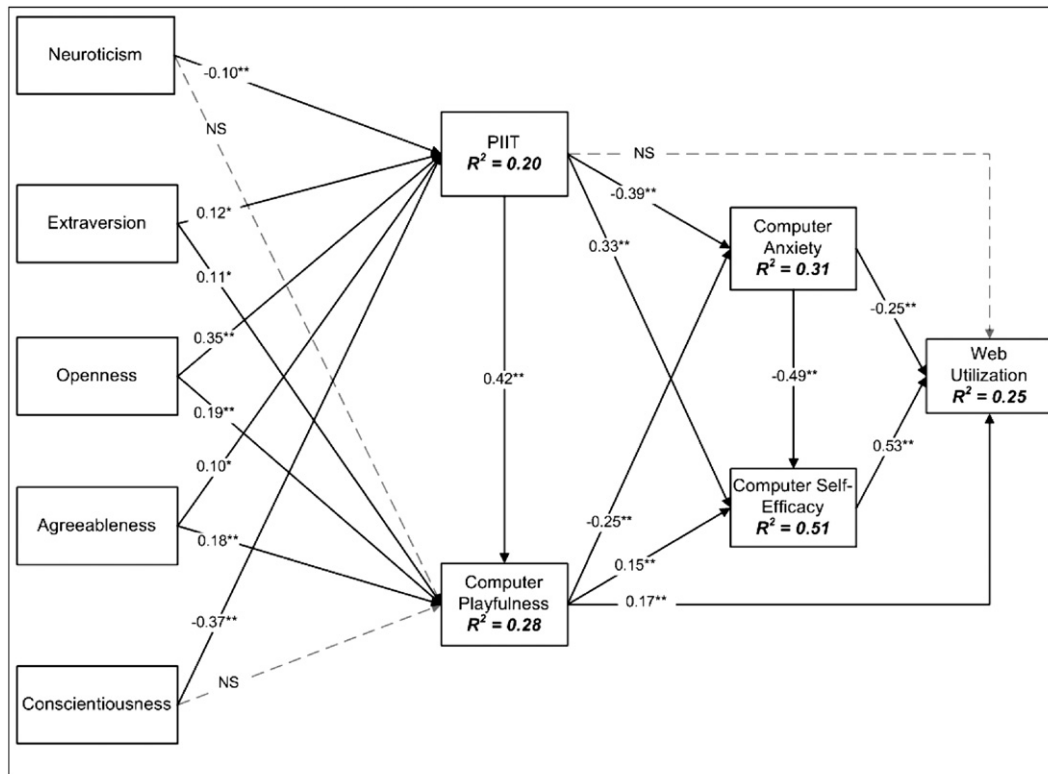 Neuroticism
-0.10**
NS
PIIT
R² = 0.20
NS
Extraversion
0.12*
-0.39**
Computer
Anxiety
R² = 0.31
0.11*
0.33**
-0.25**
Openness
0.35**
Web
Utilization
R² = 0.25
0.42**
-0.49**
0.19**
0.53**
0.10*
Agreeableness
0.18**
Computer Self-
Efficacy
R² = 0.51
-0.25**
0.15**
Computer
Playfulness
R² = 0.28
0.17**
-0.37**
NS
Conscientiousness